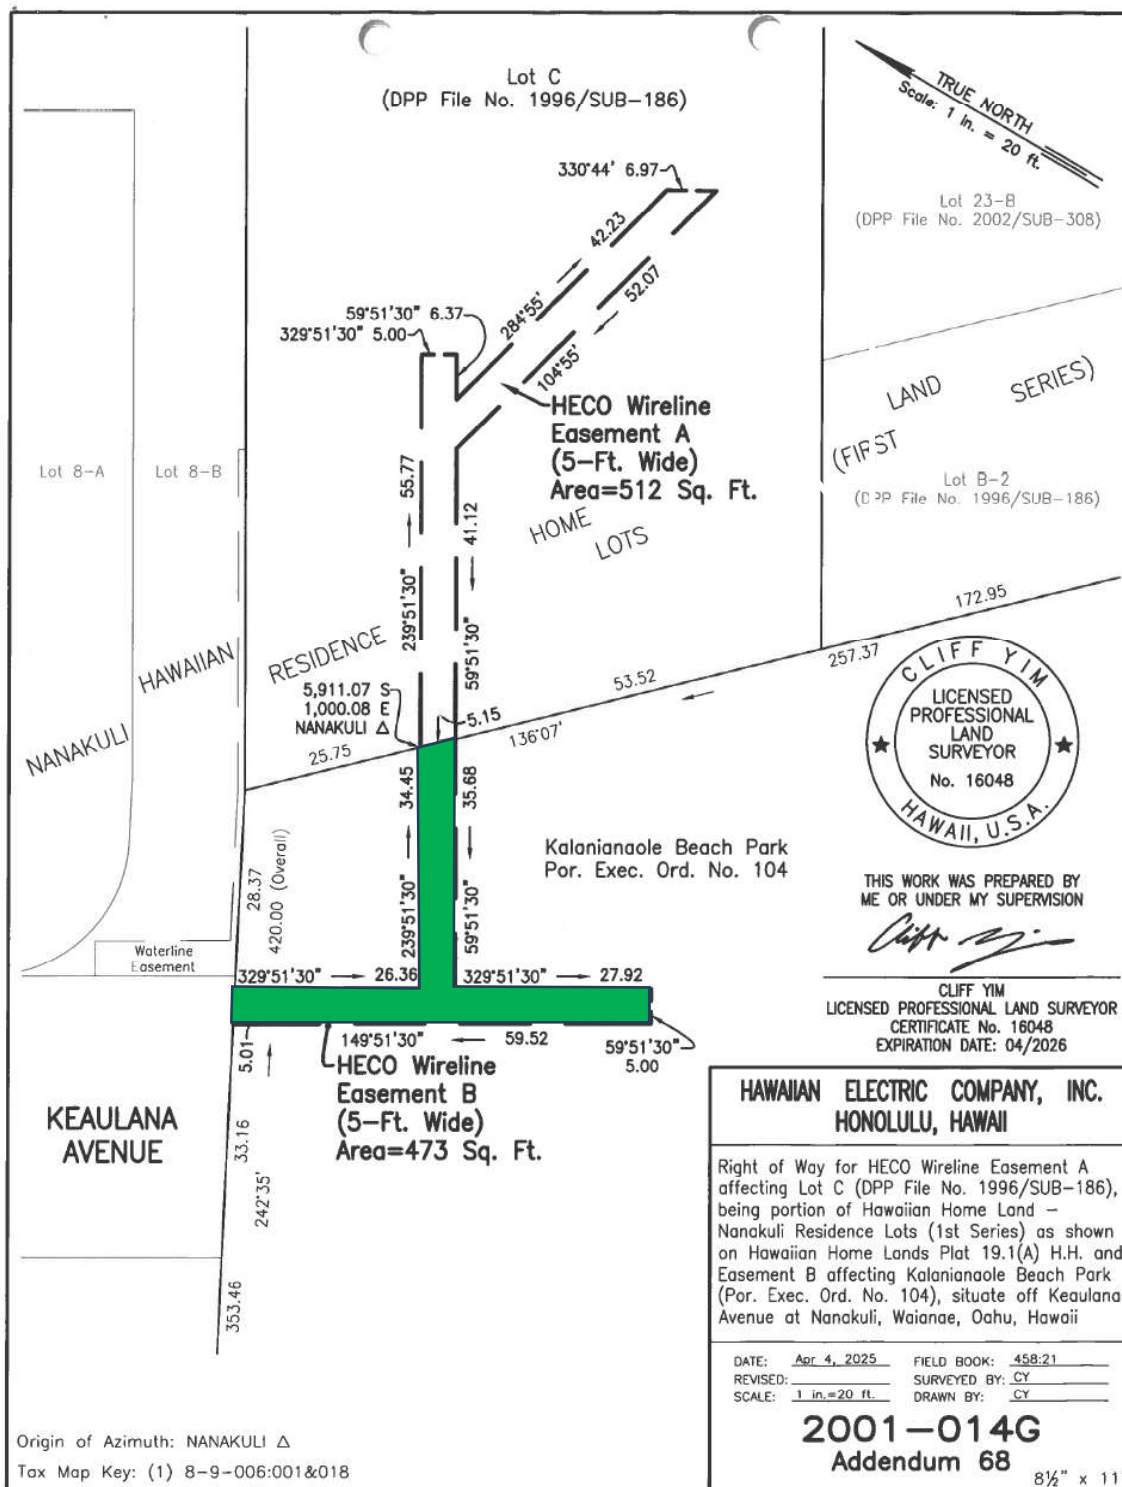 Lot C
(DPP File No. 1996/SUB-186)
TRUE NORTH
Scale: 1 in. = 20 ft.
330°44' 6.97
Lot 23-B
(DPP File No. 2002/SUB-308)
42.23
284°55'
52.07
104°55'
59°51'30" 6.37
329°51'30" 5.00
HECO Wireline
Easement A
(5-Ft. Wide)
Area=512 Sq. Ft.
LAND SERIES)
(FIRST
Lot 8-A
Lot 8-B
Lot B-2
(DPP File No. 1996/SUB-186)
55.77
239°51'30"
41.12
59°51'30"
HOME
LOTS
NANAKULI HAWAIIAN RESIDENCE
172.95
257.37
53.52
5,911.07 S
1,000.08 E
NANAKULI △
5.15
136°07'
25.75
CLIFF YIM
LICENSED
PROFESSIONAL
LAND
SURVEYOR
No. 16048
HAWAII, U.S.A.
34.45
239°51'30"
35.68
59°51'30"
Kalanianaole Beach Park
Por. Exec. Ord. No. 104
28.37
420.00 (Overall)
THIS WORK WAS PREPARED BY
ME OR UNDER MY SUPERVISION
Waterline
Easement
329°51'30" 26.36
329°51'30" 27.92
CLIFF YIM
LICENSED PROFESSIONAL LAND SURVEYOR
CERTIFICATE No. 16048
EXPIRATION DATE: 04/2026
149°51'30" 59.52
59°51'30"
5.00
5.01
HECO Wireline
Easement B
(5-Ft. Wide)
Area=473 Sq. Ft.
KEAULANA
AVENUE
33.16
242°35'
353.46
HAWAIIAN ELECTRIC COMPANY, INC.
HONOLULU, HAWAII
Right of Way for HECO Wireline Easement A
affecting Lot C (DPP File No. 1996/SUB-186),
being portion of Hawaiian Home Land -
Nanakuli Residence Lots (1st Series) as shown
on Hawaiian Home Lands Plat 19.1(A) H.H. and
Easement B affecting Kalanianaole Beach Park
(Por. Exec. Ord. No. 104), situate off Keaulana
Avenue at Nanakuli, Waianae, Oahu, Hawaii
DATE: Apr 4, 2025 FIELD BOOK: 458:21
REVISED: SURVEYED BY: CY
SCALE: 1 in.=20 ft. DRAWN BY: CY
2001-014G
Addendum 68
8½" x 11
Origin of Azimuth: NANAKULI △
Tax Map Key: (1) 8-9-006:001&018